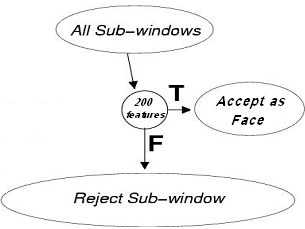 All Sub-windows
200
features
T
Accept as
Face
F
Reject Sub-window